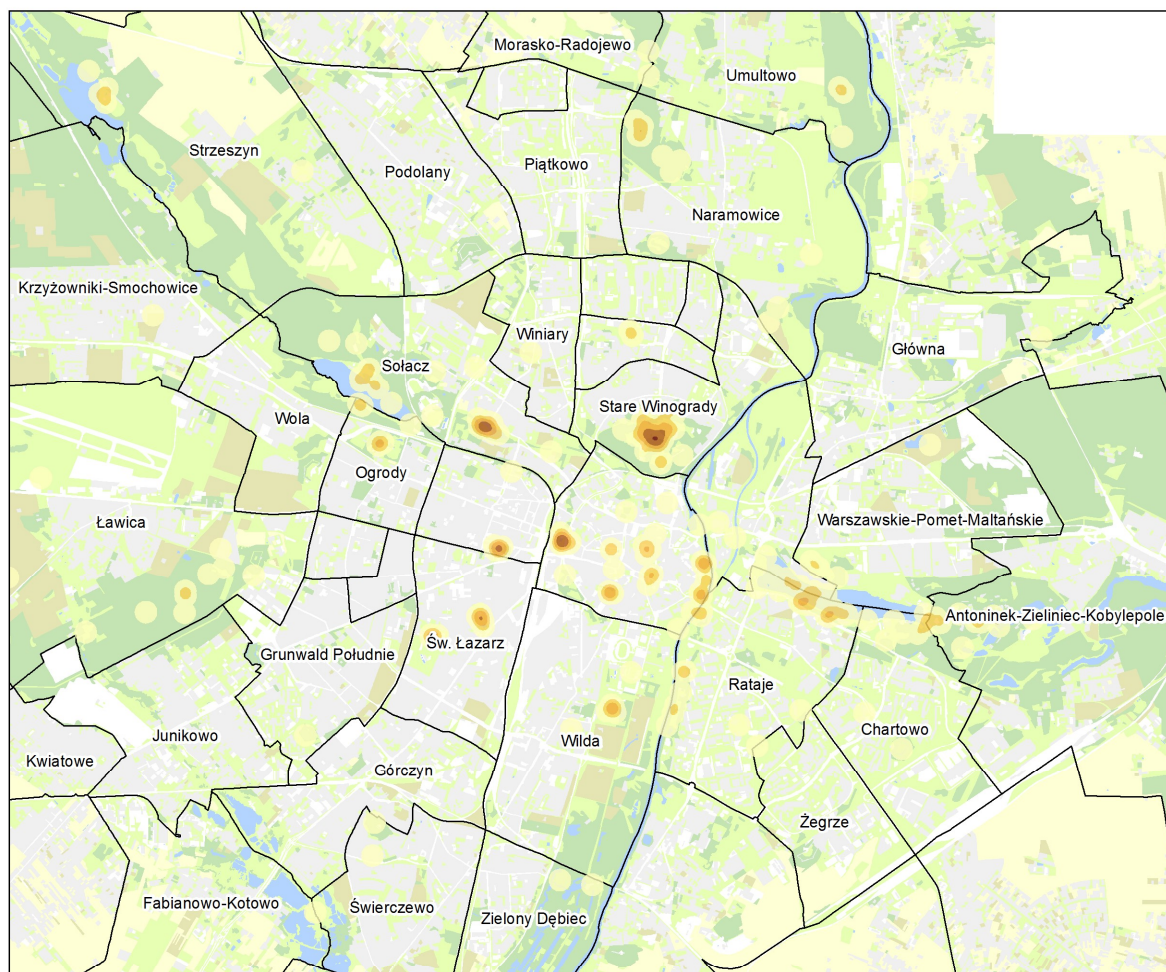 Morasko-Radojewo
Umultowo
Strzeszyn
Podolany
Piątkowo
Naramowice
Krzyżowniki-Smochowice
Winiary
Główna
Sołacz
Stare Winogrady
Wola
Ogrody
Ławica
Warszawskie-Pomet-Maltańskie
Antoninek-Zieliniec-Kobylepole
Św. Łazarz
Grunwald Południe
Rataje
Chartowo
Junikowo
Wilda
Kwiatowe
Górczyn
Żegrze
Fabianowo-Kotowo
Świerczewo
Zielony Dębiec